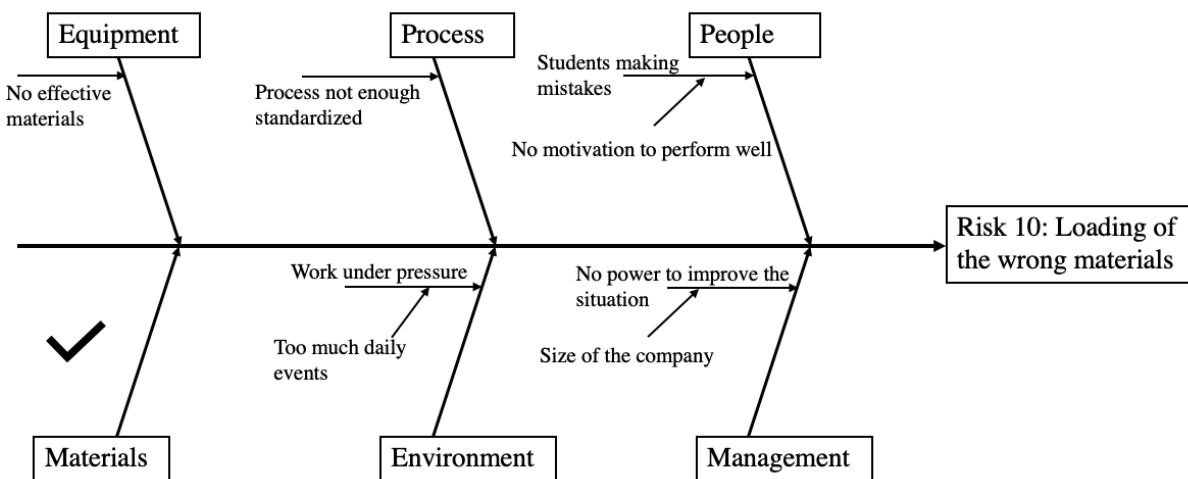 Equipment
Process
People
No effective
materials
Process not enough
standardized
Students making
mistakes
No motivation to perform well
Risk 10: Loading of
the wrong materials
Work under pressure
Too much daily
events
No power to improve the
situation
Size of the company
Materials
Environment
Management